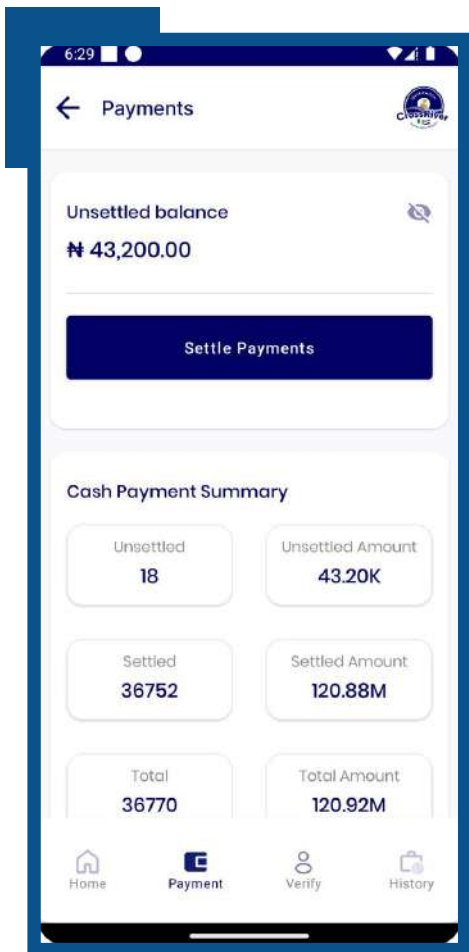 6:29
Payments
CrossRiver
Unsettled balance
₦ 43,200.00
Settle Payments
Cash Payment Summary
Unsettled
Unsettled Amount
18
43.20K
Settled
Settled Amount
36752
120.88M
Total
Total Amount
36770
120.92M
Home
Payment
Verify
History